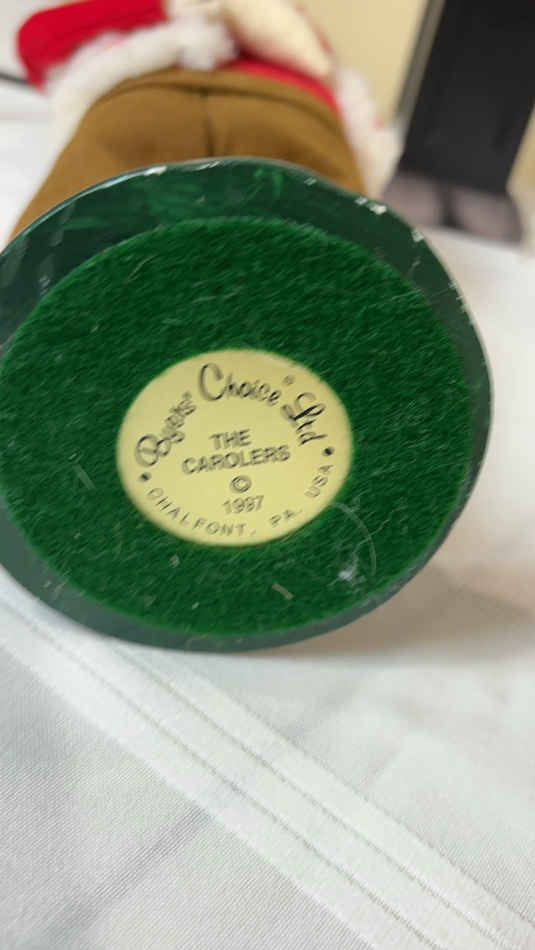 Byers' Choice® Ltd
THE
CAROLERS
©
1997
• CHALFONT, PA. USA •